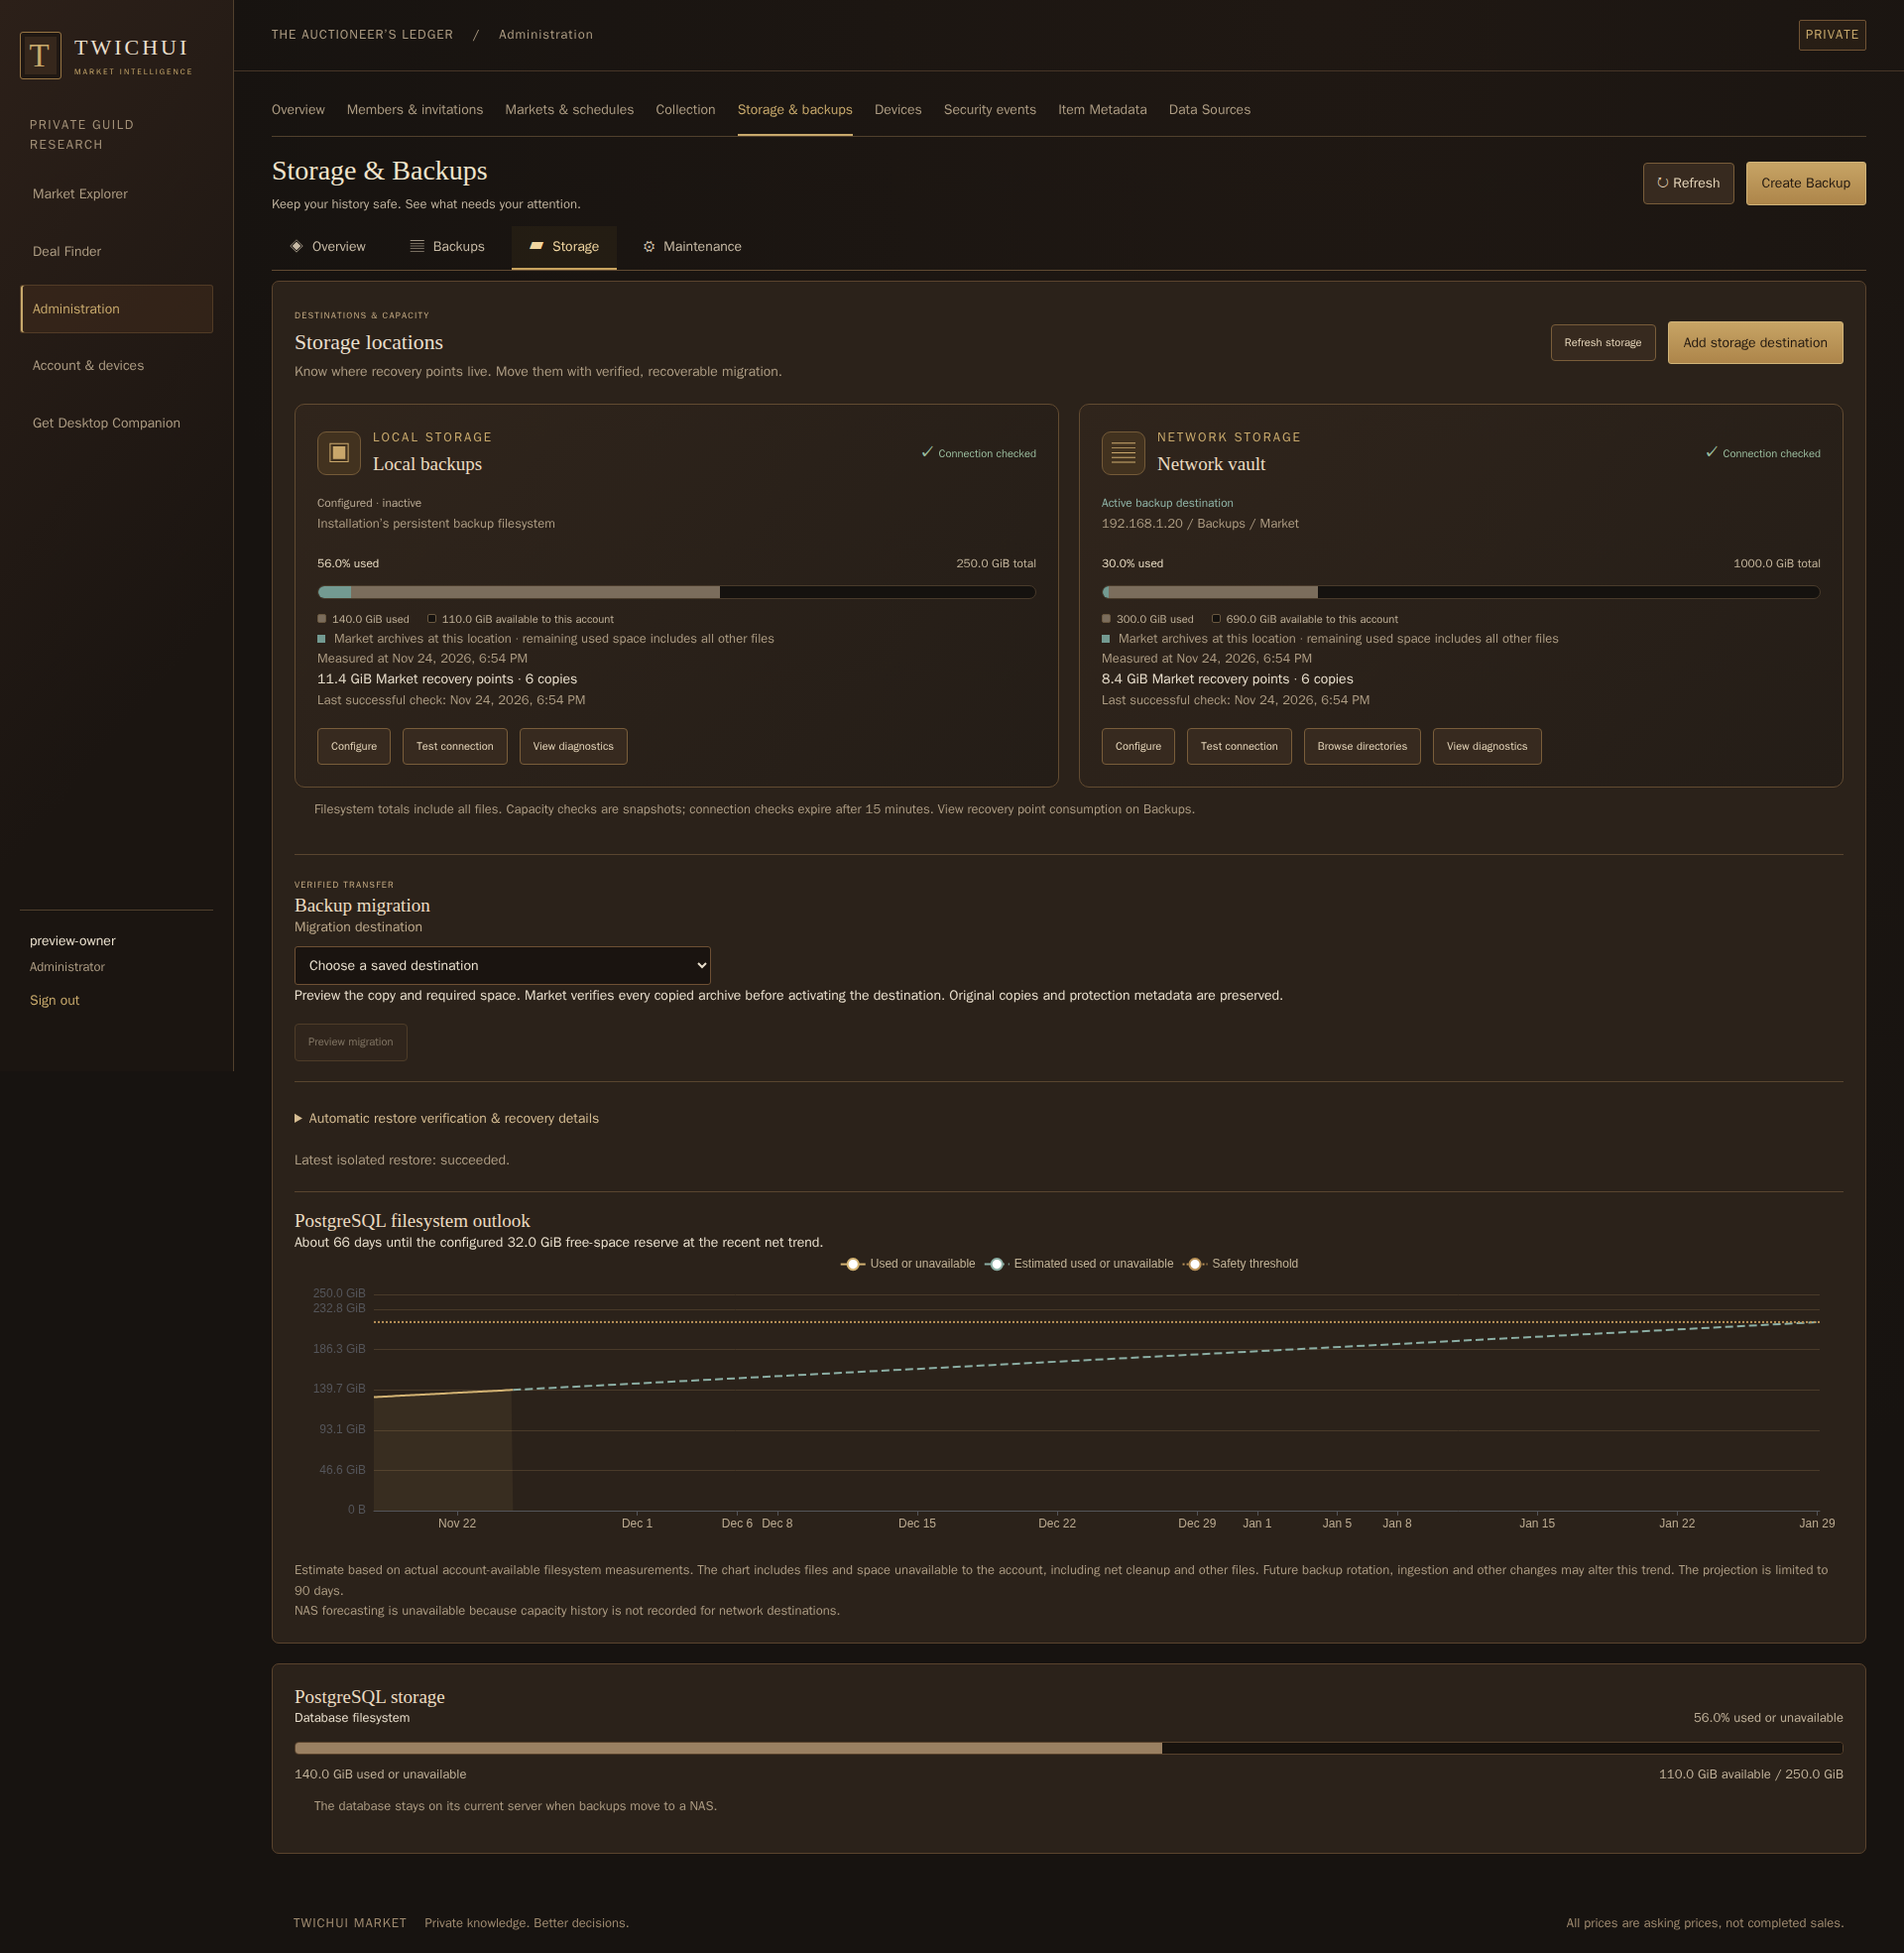 T
TWICHUI
MARKET INTELLIGENCE
PRIVATE GUILD
RESEARCH
Market Explorer
Deal Finder
Administration
Account & devices
Get Desktop Companion
preview-owner
Administrator
Sign out
THE AUCTIONEER'S LEDGER / Administration
PRIVATE
Overview Members & invitations Markets & schedules Collection Storage & backups Devices Security events Item Metadata Data Sources
Storage & Backups
Keep your history safe. See what needs your attention.
Refresh
Create Backup
Overview Backups Storage Maintenance
DESTINATIONS & CAPACITY
Storage locations
Know where recovery points live. Move them with verified, recoverable migration.
Refresh storage
Add storage destination
LOCAL STORAGE
Local backups
✓ Connection checked
Configured · inactive
Installation's persistent backup filesystem
56.0% used 250.0 GiB total
140.0 GiB used 110.0 GiB available to this account
Market archives at this location · remaining used space includes all other files
Measured at Nov 24, 2026, 6:54 PM
11.4 GiB Market recovery points · 6 copies
Last successful check: Nov 24, 2026, 6:54 PM
Configure Test connection View diagnostics
NETWORK STORAGE
Network vault
✓ Connection checked
Active backup destination
192.168.1.20 / Backups / Market
30.0% used 1000.0 GiB total
300.0 GiB used 690.0 GiB available to this account
Market archives at this location · remaining used space includes all other files
Measured at Nov 24, 2026, 6:54 PM
8.4 GiB Market recovery points · 6 copies
Last successful check: Nov 24, 2026, 6:54 PM
Configure Test connection Browse directories View diagnostics
Filesystem totals include all files. Capacity checks are snapshots; connection checks expire after 15 minutes. View recovery point consumption on Backups.
VERIFIED TRANSFER
Backup migration
Migration destination
Choose a saved destination
Preview the copy and required space. Market verifies every copied archive before activating the destination. Original copies and protection metadata are preserved.
Preview migration
Automatic restore verification & recovery details
Latest isolated restore: succeeded.
PostgreSQL filesystem outlook
About 66 days until the configured 32.0 GiB free-space reserve at the recent net trend.
Used or unavailable Estimated used or unavailable Safety threshold
250.0 GiB
232.8 GiB
186.3 GiB
139.7 GiB
93.1 GiB
46.6 GiB
0 B
Nov 22 Dec 1 Dec 6 Dec 8 Dec 15 Dec 22 Dec 29 Jan 1 Jan 5 Jan 8 Jan 15 Jan 22 Jan 29
Estimate based on actual account-available filesystem measurements. The chart includes files and space unavailable to the account, including net cleanup and other files. Future backup rotation, ingestion and other changes may alter this trend. The projection is limited to
90 days.
NAS forecasting is unavailable because capacity history is not recorded for network destinations.
PostgreSQL storage
Database filesystem 56.0% used or unavailable
140.0 GiB used or unavailable 110.0 GiB available / 250.0 GiB
The database stays on its current server when backups move to a NAS.
TWICHUI MARKET Private knowledge. Better decisions. All prices are asking prices, not completed sales.